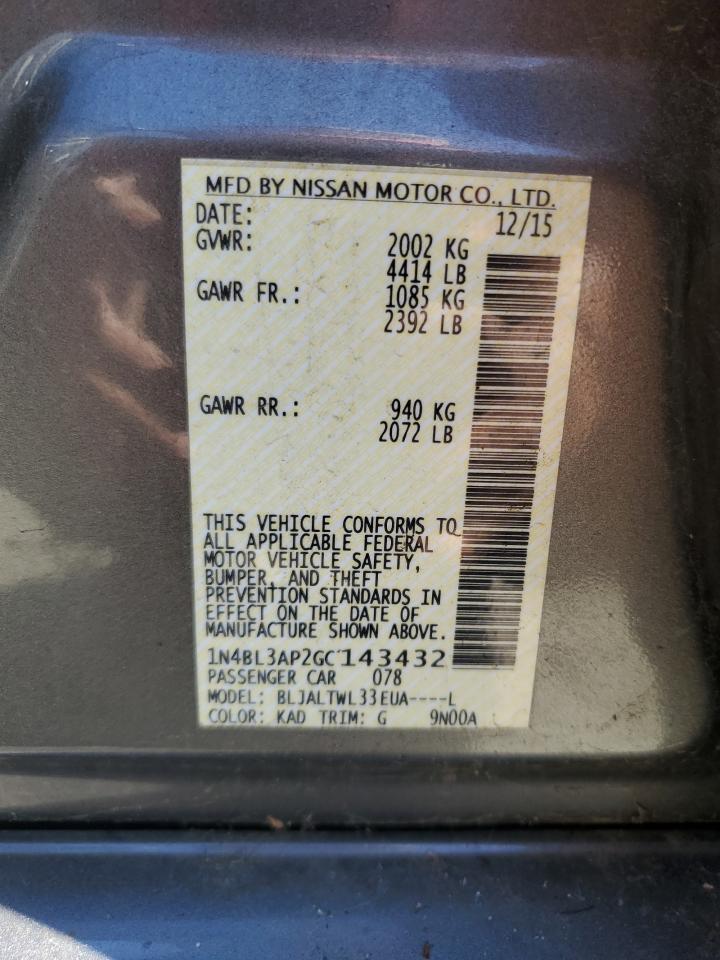 MFD BY NISSAN MOTOR CO., LTD.
DATE: 12/15
GVWR: 2002 KG
4414 LB
GAWR FR.: 1085 KG
2392 LB
GAWR RR.: 940 KG
2072 LB
THIS VEHICLE CONFORMS TO
ALL APPLICABLE FEDERAL
MOTOR VEHICLE SAFETY,
BUMPER, AND THEFT
PREVENTION STANDARDS IN
EFFECT ON THE DATE OF
MANUFACTURE SHOWN ABOVE.
1N4BL3AP2GC143432
PASSENGER CAR 078
MODEL: BLJALTWL33EUA----L
COLOR: KAD TRIM: G 9N00A